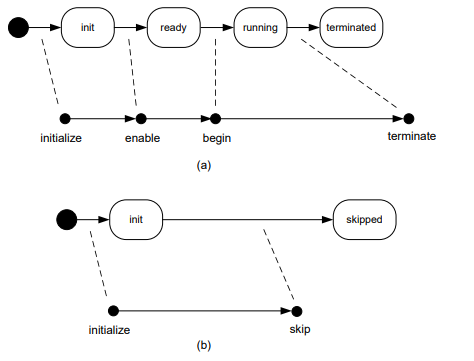 init ready running terminated
initialize enable begin terminate
(a)
init skipped
initialize skip
(b)